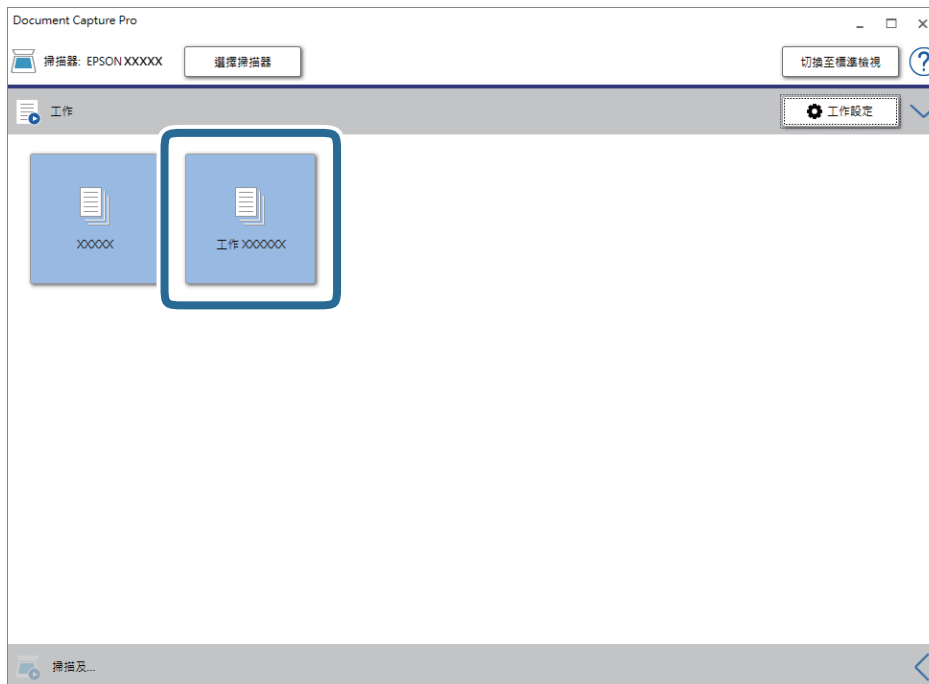 Document Capture Pro
掃描器: EPSON XXXXX
選擇掃描器
切換至標準檢視
?
工作
工作設定
XXXXX
工作 XXXXXX
掃描及...